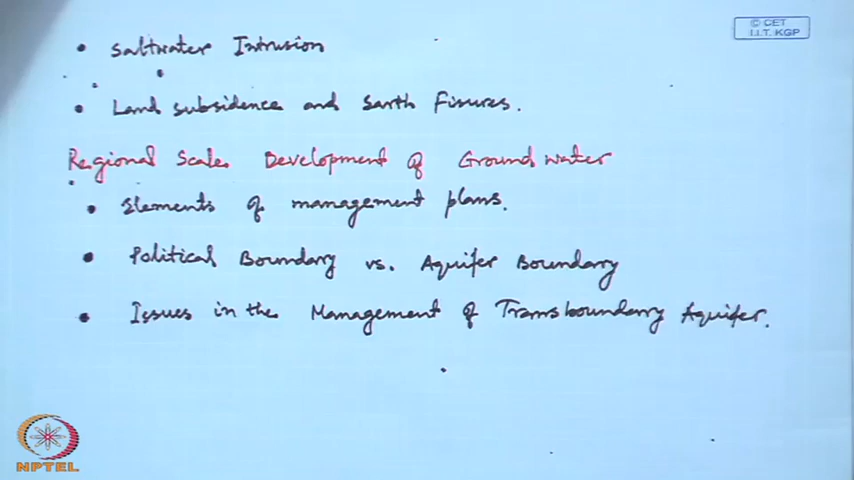 © CET
I.I.T. KGP
• Saltwater Intrusion
• Land subsidence and Earth Fissures.
Regional Scale Development of Groundwater
• Elements of management plans.
• Political Boundary vs. Aquifer Boundary
• Issues in the Management of Transboundary Aquifer.
NPTEL